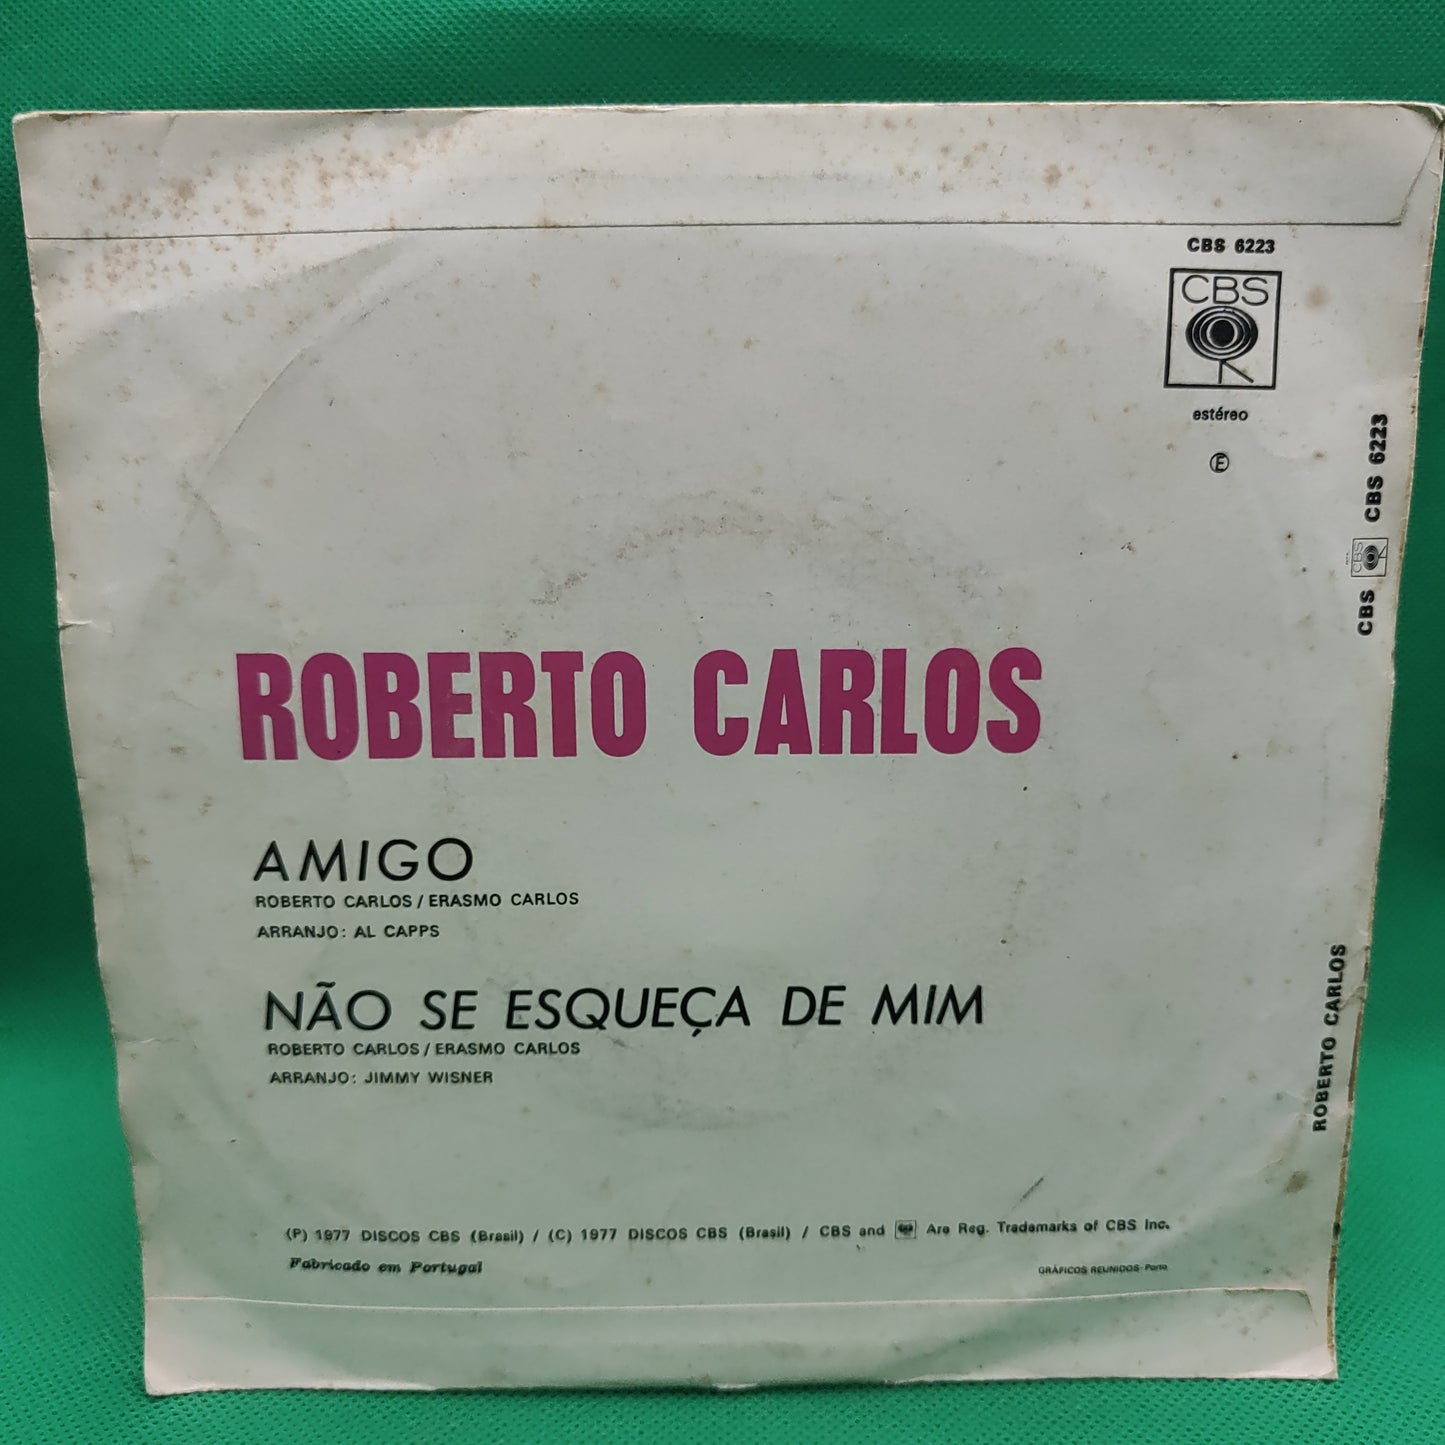 CBS 6223
CBS
estéreo
Ⓔ
CBS CBS CBS 6223
ROBERTO CARLOS
ROBERTO CARLOS
AMIGO
ROBERTO CARLOS / ERASMO CARLOS
ARRANJO: AL CAPPS
NÃO SE ESQUEÇA DE MIM
ROBERTO CARLOS / ERASMO CARLOS
ARRANJO: JIMMY WISNER
(P) 1977 DISCOS CBS (Brasil) / (C) 1977 DISCOS CBS (Brasil) / CBS and Are Reg. Trademarks of CBS Inc.
Fabricado em Portugal
GRÁFICOS REUNIDOS-Porto